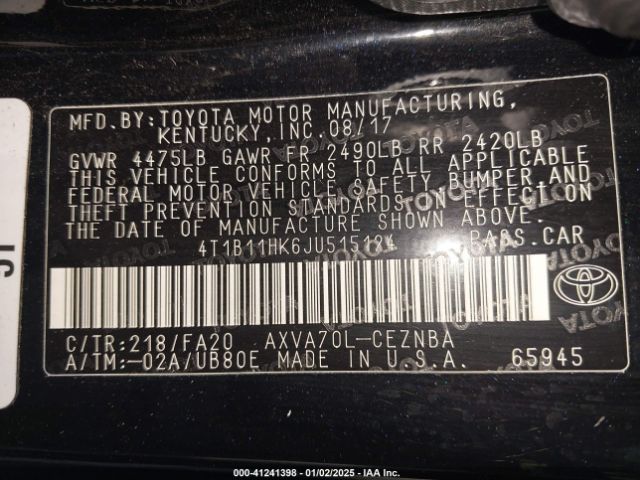 MFD.BY:TOYOTA MOTOR MANUFACTURING,
KENTUCKY,INC.08/17
GVWR 4475LB GAWR FR 2490LB RR 2420LB
THIS VEHICLE CONFORMS TO ALL APPLICABLE
FEDERAL MOTOR VEHICLE SAFETY BUMPER AND
THEFT PREVENTION STANDARDS IN EFFECT ON
THE DATE OF MANUFACTURE SHOWN ABOVE.
4T1B11HK6JU515184 PASS.CAR
TOYOTA
C/TR:218/FA20 AXVA70L-CEZNBA
A/TM:-02A/UB80E MADE IN U.S.A. 65945
000-41241398 - 01/02/2025 - IAA Inc.